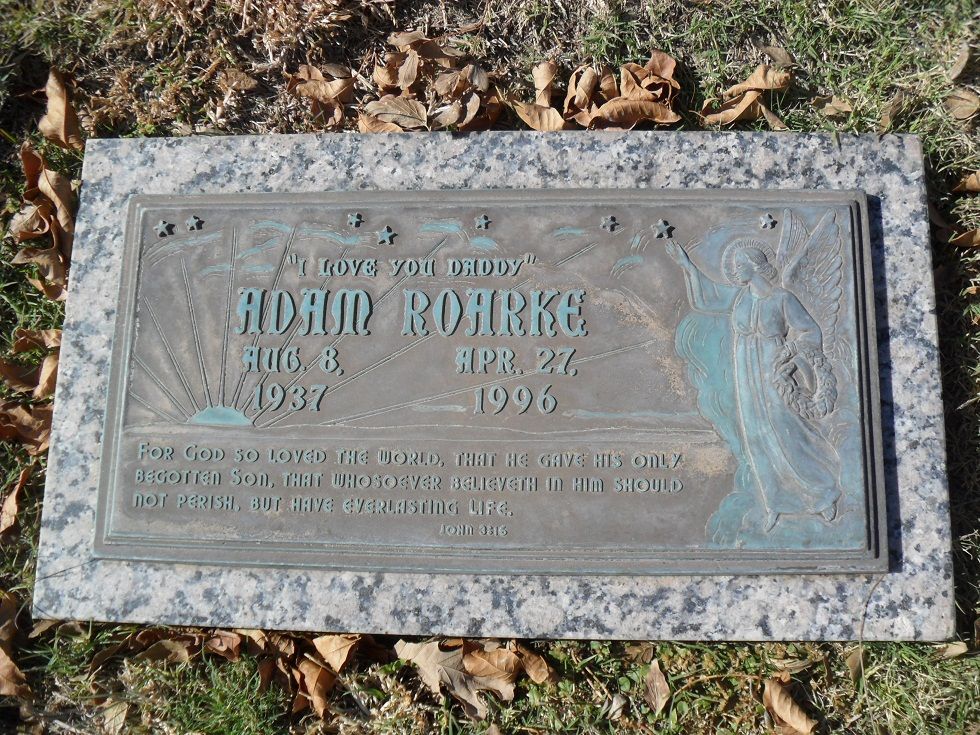 "I LOVE YOU DADDY"
ADAM ROARKE
AUG. 8, APR. 27,
1937 1996
FOR GOD SO LOVED THE WORLD, THAT HE GAVE HIS ONLY
BEGOTTEN SON, THAT WHOSOEVER BELIEVETH IN HIM SHOULD
NOT PERISH, BUT HAVE EVERLASTING LIFE.
JOHN 3:16